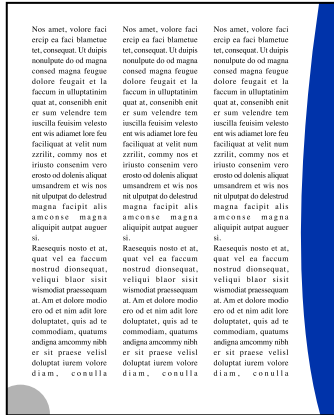 Nos amet, volore faci
ercip ea faci blametue
tet, consequat. Ut duipis
nonulpute do od magna
consed magna feugue
dolore feugait et la
faccum in ulluptatinim
quat at, consenibh enit
er sum velendre tem
iuscilla feuisim velesto
ent wis adiamet lore feu
faciliquat at velit num
zzrilit, commy nos et
iriusto consenim vero
erosto od dolenis aliquat
umsandrem et wis nos
nit ulputpat do delestrud
magna facipit alis
amconse magna
aliquipit autpat auguer
si.
Raesequis nosto et at,
quat vel ea faccum
nostrud dionsequat,
veliqui blaor sisit
wismodiat praessequam
at. Am et dolore modio
ero od et nim adit lore
doluptatet, quis ad te
commodiam, quatums
andigna amcommy nibh
er sit praese velisl
doluptat iurem volore
diam, conulla
Nos amet, volore faci
ercip ea faci blametue
tet, consequat. Ut duipis
nonulpute do od magna
consed magna feugue
dolore feugait et la
faccum in ulluptatinim
quat at, consenibh enit
er sum velendre tem
iuscilla feuisim velesto
ent wis adiamet lore feu
faciliquat at velit num
zzrilit, commy nos et
iriusto consenim vero
erosto od dolenis aliquat
umsandrem et wis nos
nit ulputpat do delestrud
magna facipit alis
amconse magna
aliquipit autpat auguer
si.
Raesequis nosto et at,
quat vel ea faccum
nostrud dionsequat,
veliqui blaor sisit
wismodiat praessequam
at. Am et dolore modio
ero od et nim adit lore
doluptatet, quis ad te
commodiam, quatums
andigna amcommy nibh
er sit praese velisl
doluptat iurem volore
diam, conulla
Nos amet, volore faci
ercip ea faci blametue
tet, consequat. Ut duipis
nonulpute do od magna
consed magna feugue
dolore feugait et la
faccum in ulluptatinim
quat at, consenibh enit
er sum velendre tem
iuscilla feuisim velesto
ent wis adiamet lore feu
faciliquat at velit num
zzrilit, commy nos et
iriusto consenim vero
erosto od dolenis aliquat
umsandrem et wis nos
nit ulputpat do delestrud
magna facipit alis
amconse magna
aliquipit autpat auguer
si.
Raesequis nosto et at,
quat vel ea faccum
nostrud dionsequat,
veliqui blaor sisit
wismodiat praessequam
at. Am et dolore modio
ero od et nim adit lore
doluptatet, quis ad te
commodiam, quatums
andigna amcommy nibh
er sit praese velisl
doluptat iurem volore
diam, conulla